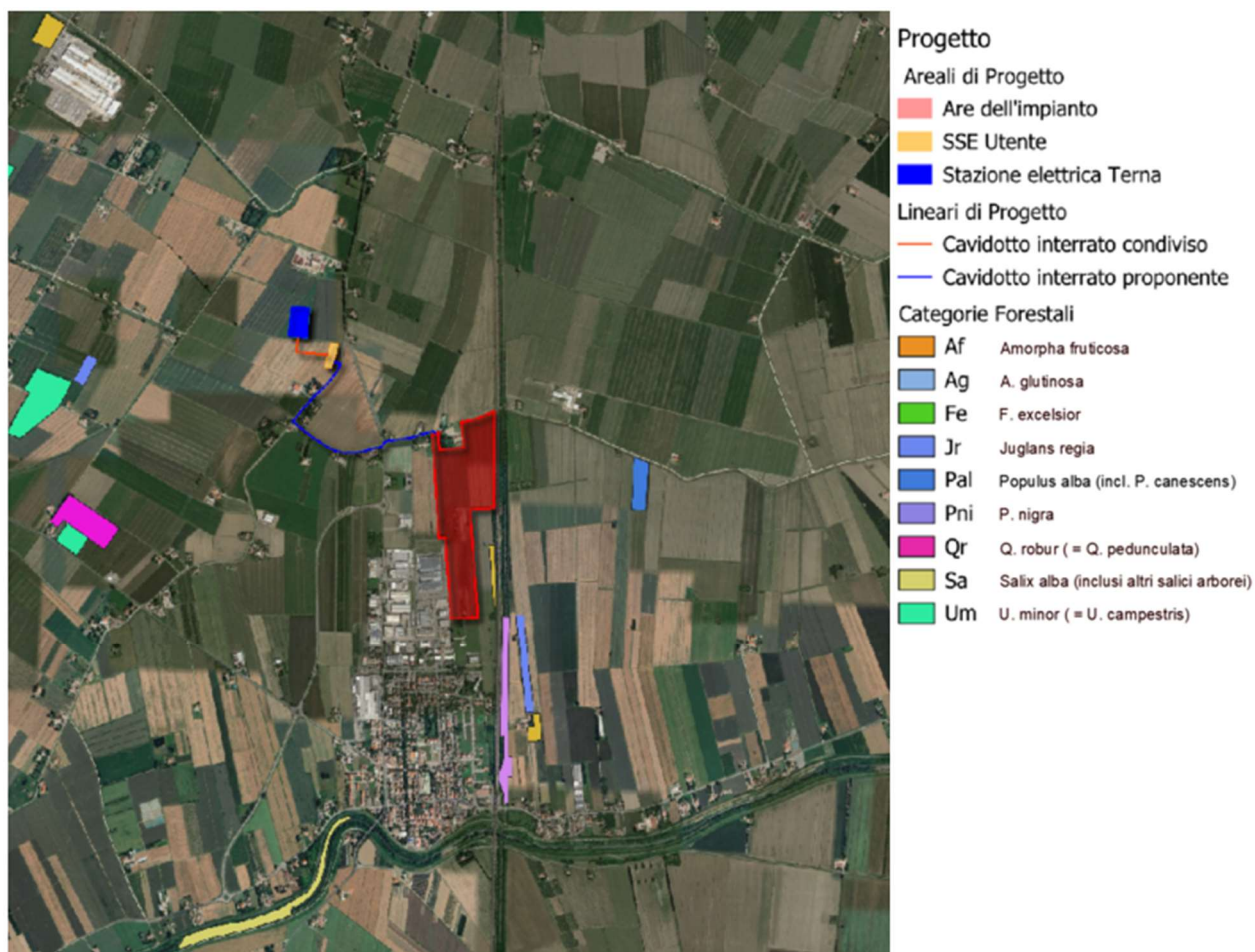 Progetto
Areali di Progetto
Are dell'impianto
SSE Utente
Stazione elettrica Terna
Lineari di Progetto
Cavidotto interrato condiviso
Cavidotto interrato proponente
Categorie Forestali
Af Amorpha fruticosa
Ag A. glutinosa
Fe F. excelsior
Jr Juglans regia
Pal Populus alba (incl. P. canescens)
Pni P. nigra
Qr Q. robur ( = Q. pedunculata)
Sa Salix alba (inclusi altri salici arborei)
Um U. minor ( = U. campestris)